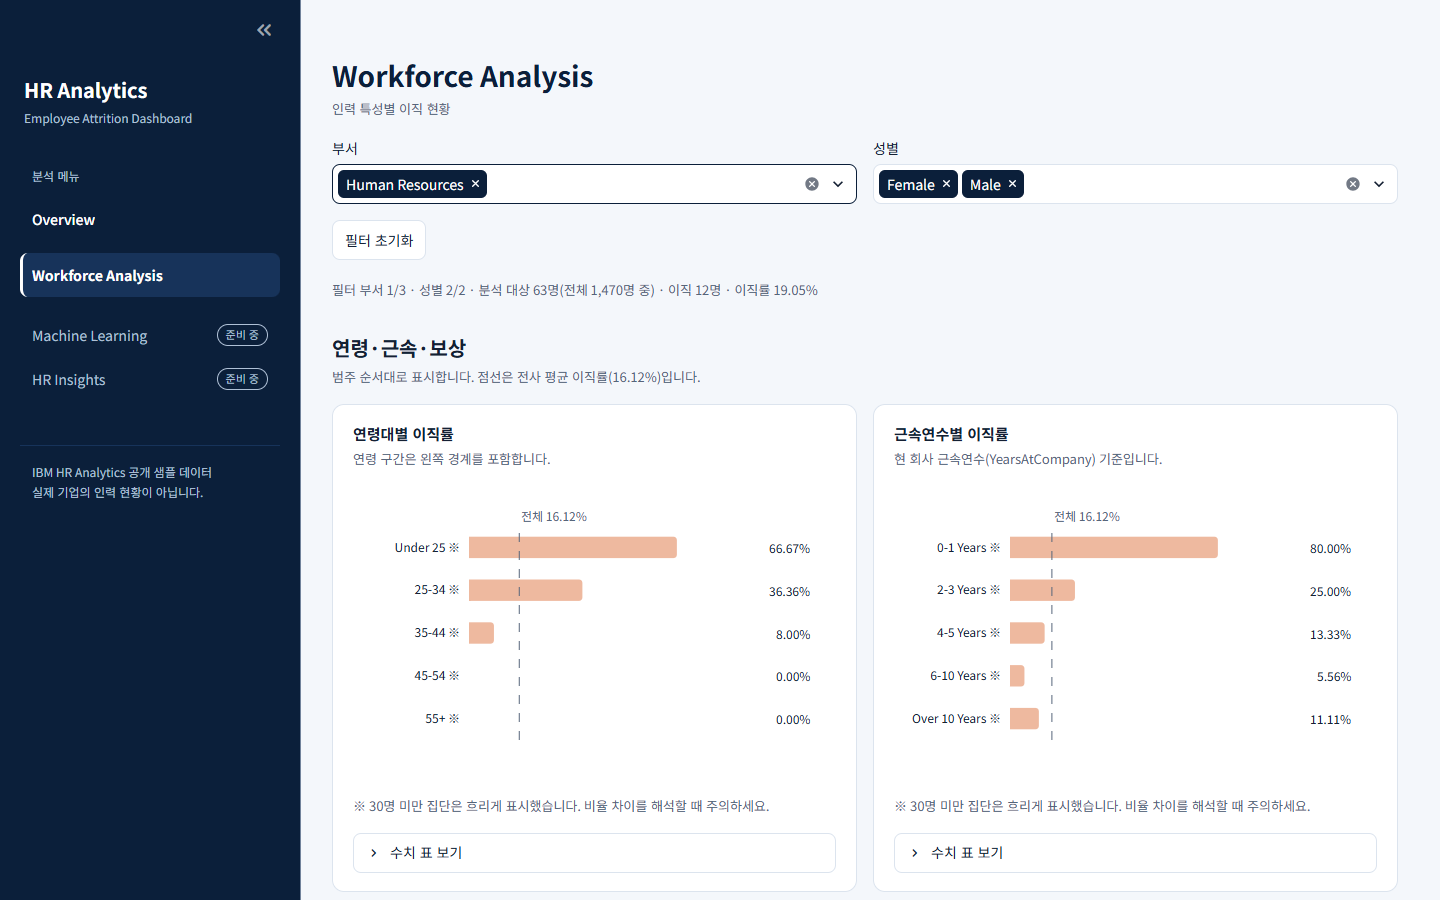 HR Analytics
Employee Attrition Dashboard
분석 메뉴
Overview
Workforce Analysis
Machine Learning 준비 중
HR Insights 준비 중
IBM HR Analytics 공개 샘플 데이터
실제 기업의 인력 현황이 아닙니다.
Workforce Analysis
인력 특성별 이직 현황
부서
Human Resources
성별
Female Male
필터 초기화
필터 부서 1/3 · 성별 2/2 · 분석 대상 63명(전체 1,470명 중) · 이직 12명 · 이직률 19.05%
연령·근속·보상
범주 순서대로 표시합니다. 점선은 전사 평균 이직률(16.12%)입니다.
연령대별 이직률
연령 구간은 왼쪽 경계를 포함합니다.
전체 16.12%
Under 25 ※ 66.67%
25-34 ※ 36.36%
35-44 ※ 8.00%
45-54 ※ 0.00%
55+ ※ 0.00%
※ 30명 미만 집단은 흐리게 표시했습니다. 비율 차이를 해석할 때 주의하세요.
수치 표 보기
근속연수별 이직률
현 회사 근속연수(YearsAtCompany) 기준입니다.
전체 16.12%
0-1 Years ※ 80.00%
2-3 Years ※ 25.00%
4-5 Years ※ 13.33%
6-10 Years ※ 5.56%
Over 10 Years ※ 11.11%
※ 30명 미만 집단은 흐리게 표시했습니다. 비율 차이를 해석할 때 주의하세요.
수치 표 보기